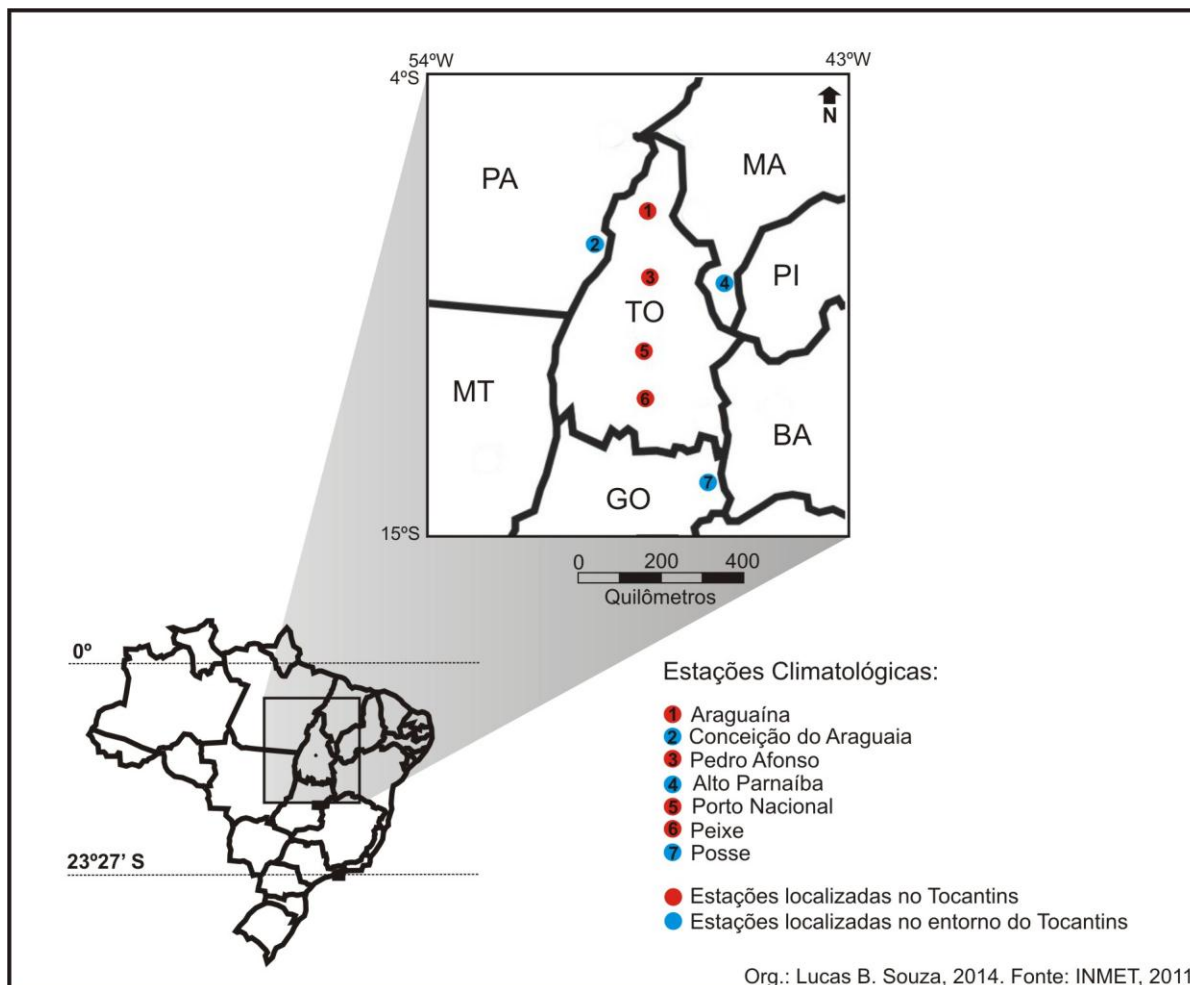 54ºW
43ºW
4ºS
N
PA
MA
1
2
3
4
PI
TO
5
MT
6
BA
7
GO
15ºS
0 200 400
Quilômetros
0º
23º27' S
Estações Climatológicas:
1 Araguaína
2 Conceição do Araguaia
3 Pedro Afonso
4 Alto Parnaíba
5 Porto Nacional
6 Peixe
7 Posse
Estações localizadas no Tocantins
Estações localizadas no entorno do Tocantins
Org.: Lucas B. Souza, 2014. Fonte: INMET, 2011